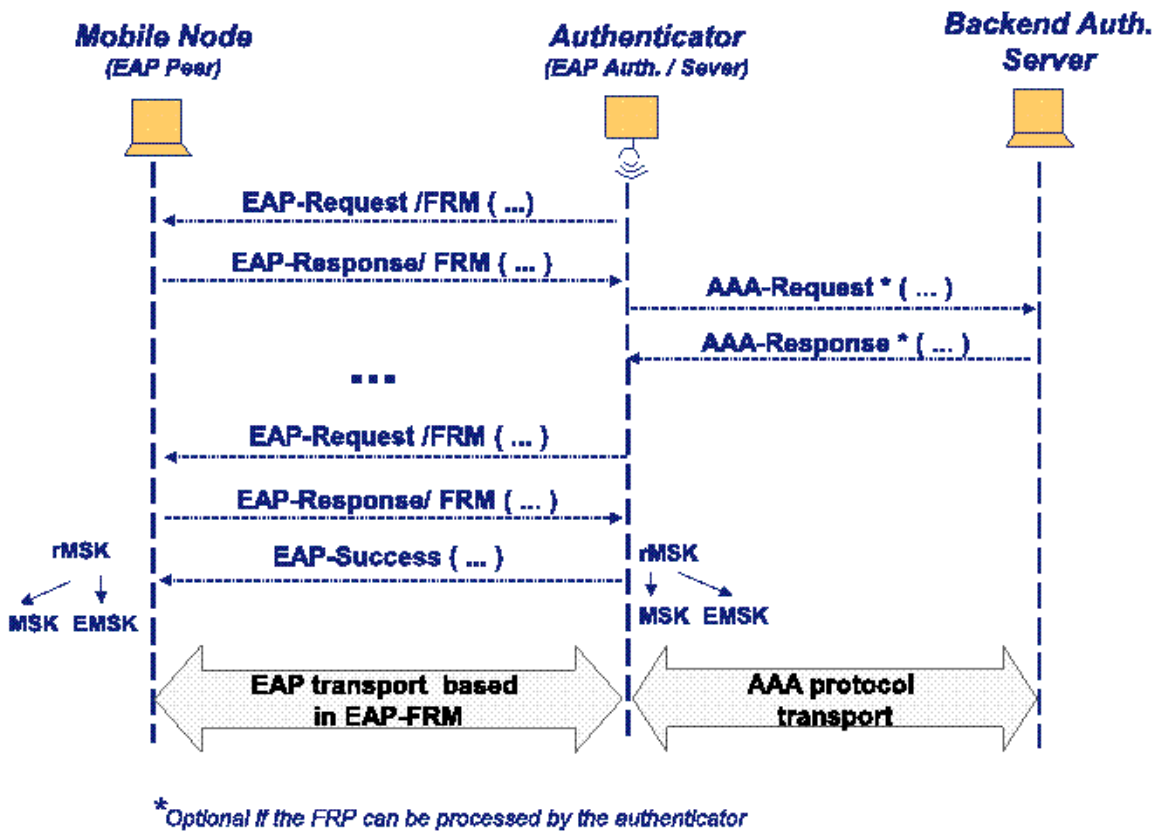 Mobile Node
(EAP Peer)
Authenticator
(EAP Auth. / Sever)
Backend Auth.
Server
EAP-Request /FRM ( ...)
EAP-Response/ FRM ( ... )
AAA-Request * ( ... )
AAA-Response * ( ... )
...
EAP-Request /FRM ( ... )
EAP-Response/ FRM ( ... )
EAP-Success ( ... )
rMSK
MSK EMSK
rMSK
MSK EMSK
EAP transport based
in EAP-FRM
AAA protocol
transport
*Optional If the FRP can be processed by the authenticator